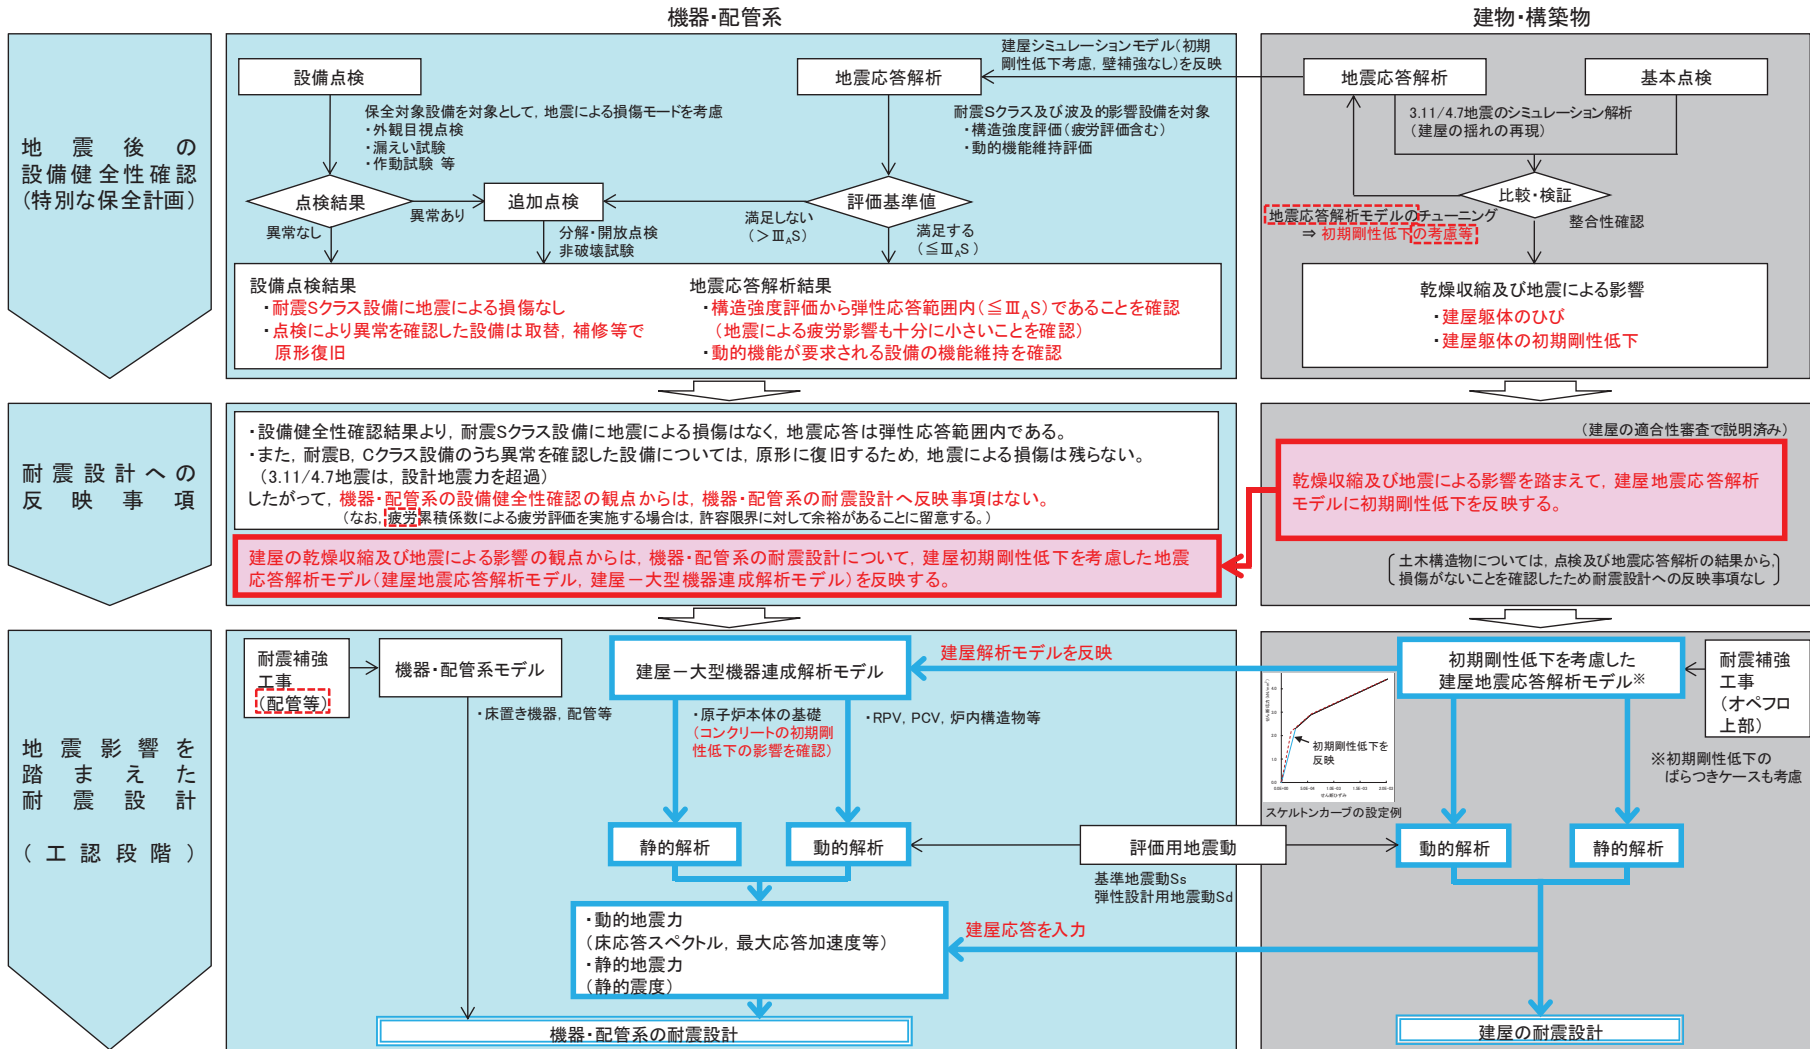 機器・配管系
建物・構築物
地震後の
設備健全性確認
(特別な保全計画)
設備点検
保全対象設備を対象として, 地震による損傷モードを考慮
・外観目視点検
・漏えい試験
・作動試験 等
点検結果
異常あり
異常なし
追加点検
分解・開放点検
非破壊試験
地震応答解析
建屋シミュレーションモデル(初期
剛性低下考慮, 壁補強なし)を反映
耐震Sクラス及び波及的影響設備を対象
・構造強度評価(疲労評価含む)
・動的機能維持評価
評価基準値
満足しない
(>ⅢAS)
満足する
(≦ⅢAS)
設備点検結果
・耐震Sクラス設備に地震による損傷なし
・点検により異常を確認した設備は取替, 補修等で
原形復旧
地震応答解析結果
・構造強度評価から弾性応答範囲内(≦ⅢAS)であることを確認
(地震による疲労影響も十分に小さいことを確認)
・動的機能が要求される設備の機能維持を確認
地震応答解析
基本点検
3.11/4.7地震のシミュレーション解析
(建屋の揺れの再現)
比較・検証
地震応答解析モデルのチューニング
⇒ 初期剛性低下の考慮等
整合性確認
乾燥収縮及び地震による影響
・建屋躯体のひび
・建屋躯体の初期剛性低下
耐震設計への
反映事項
・設備健全性確認結果より, 耐震Sクラス設備に地震による損傷はなく, 地震応答は弾性応答範囲内である。
・また, 耐震B, Cクラス設備のうち異常を確認した設備については, 原形に復旧するため, 地震による損傷は残らない。
(3.11/4.7地震は, 設計地震力を超過)
したがって, 機器・配管系の設備健全性確認の観点からは, 機器・配管系の耐震設計へ反映事項はない。
(なお, 疲労累積係数による疲労評価を実施する場合は, 許容限界に対して余裕があることに留意する。)
建屋の乾燥収縮及び地震による影響の観点からは, 機器・配管系の耐震設計について, 建屋初期剛性低下を考慮した地震
応答解析モデル(建屋地震応答解析モデル, 建屋-大型機器連成解析モデル)を反映する。
(建屋の適合性審査で説明済み)
乾燥収縮及び地震による影響を踏まえて, 建屋地震応答解析
モデルに初期剛性低下を反映する。
土木構造物については, 点検及び地震応答解析の結果から,
損傷がないことを確認したため耐震設計への反映事項なし
地震影響を
踏まえた
耐震設計
(工認段階)
耐震補強
工事
(配管等)
機器・配管系モデル
・床置き機器, 配管等
建屋-大型機器連成解析モデル
・原子炉本体の基礎
(コンクリートの初期剛
性低下の影響を確認)
・RPV, PCV, 炉内構造物等
建屋解析モデルを反映
初期剛性低下を考慮した
建屋地震応答解析モデル※
耐震補強
工事
(オペフロ
上部)
※初期剛性低下の
ばらつきケースも考慮
初期剛性低下を
反映
せん断ひずみ
スケルトンカーブの設定例
静的解析
動的解析
評価用地震動
基準地震動Ss
弾性設計用地震動Sd
動的解析
静的解析
・動的地震力
(床応答スペクトル, 最大応答加速度等)
・静的地震力
(静的震度)
建屋応答を入力
機器・配管系の耐震設計
建屋の耐震設計